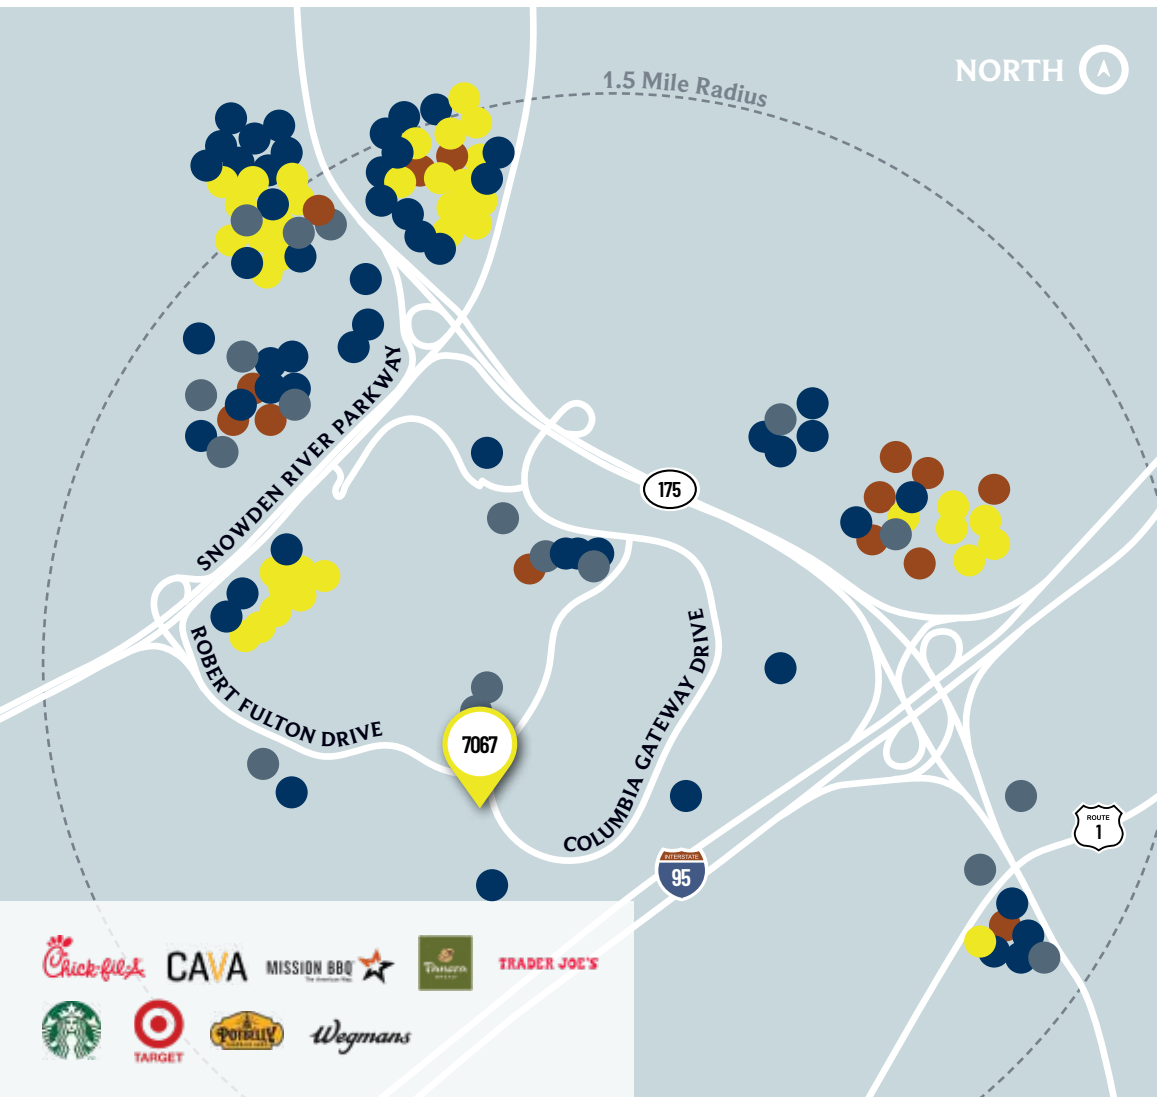 1.5 Mile Radius
NORTH
SNOWDEN RIVER PARKWAY
175
ROBERT FULTON DRIVE
COLUMBIA GATEWAY DRIVE
7067
ROUTE
1
INTERSTATE
95
Chick-fil-A
CAVA
MISSION BBQ
The American Way
Panera
BREAD
TRADER JOE'S
TARGET
POTBELLY
Wegmans